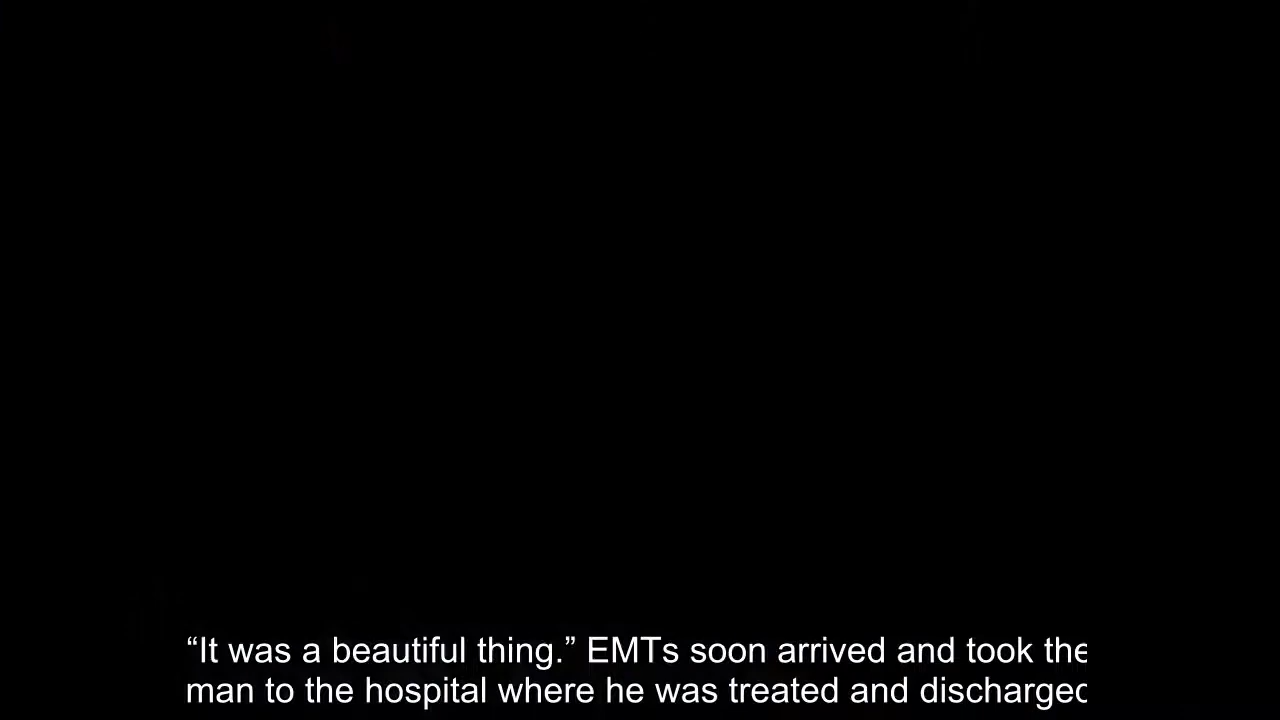 “It was a beautiful thing.” EMTs soon arrived and took the
man to the hospital where he was treated and discharged